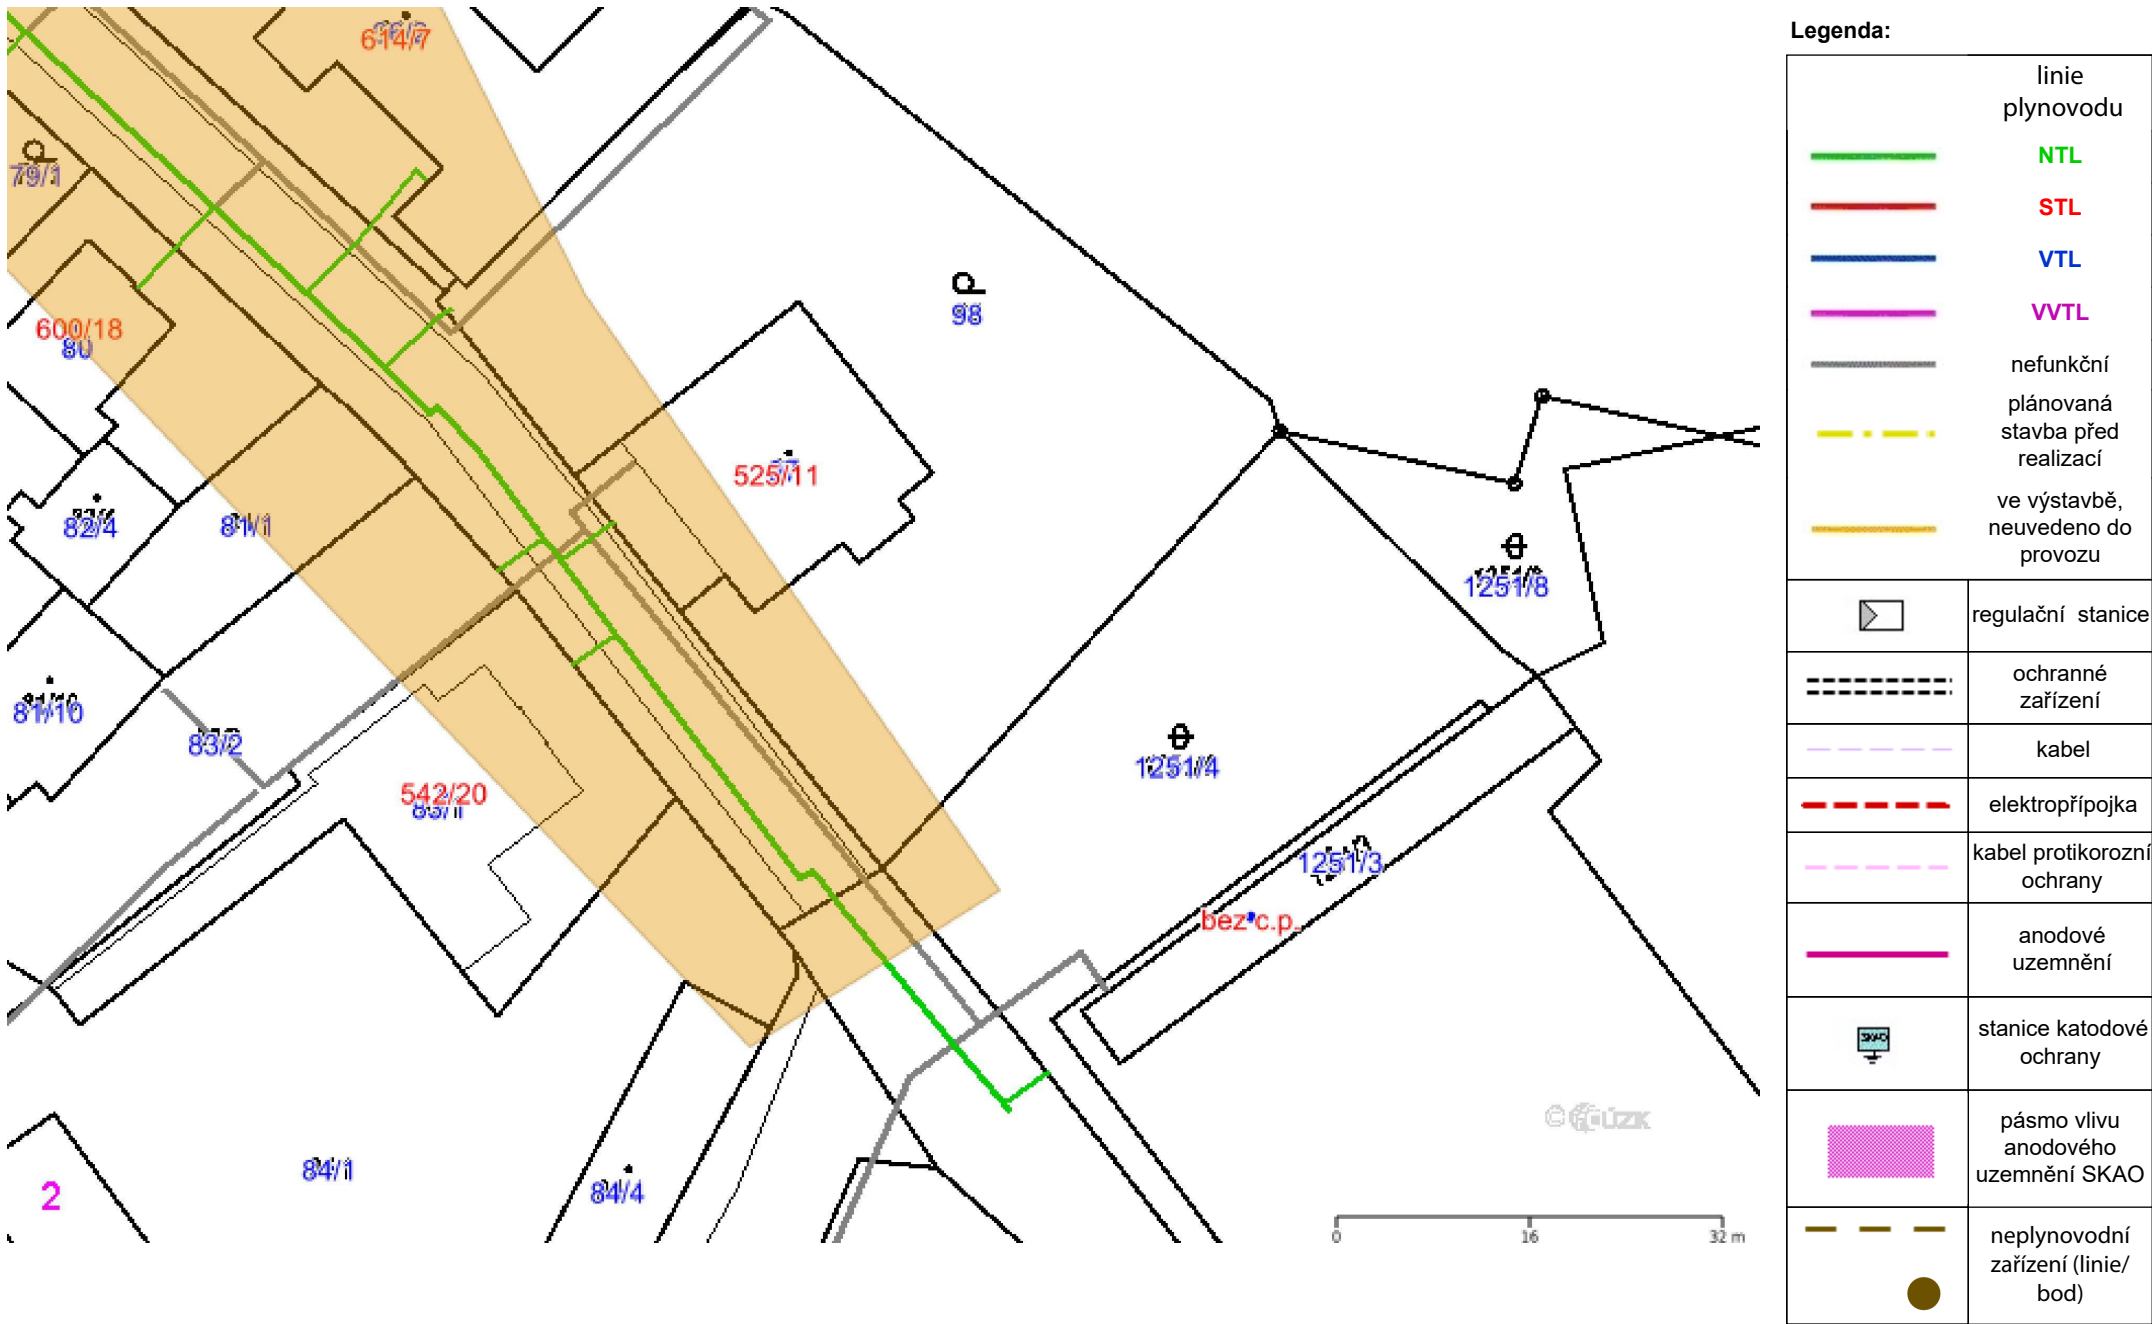 614/7
79/1
600/18
80
98
525/11
82/4
81/1
1251/8
81/10
83/2
1251/4
542/20
83/1
1251/3
bez c.p.
84/1
84/4
2
0 16 32 m
Legenda:
linie
plynovodu
NTL
STL
VTL
VVTL
nefunkční
plánovaná
stavba před
realizací
ve výstavbě,
neuvedeno do
provozu
regulační stanice
ochranné
zařízení
kabel
elektropřípojka
kabel protikorozní
ochrany
anodové
uzemnění
SKAO
stanice katodové
ochrany
pásmo vlivu
anodového
uzemnění SKAO
neplynovodní
zařízení (linie/
bod)